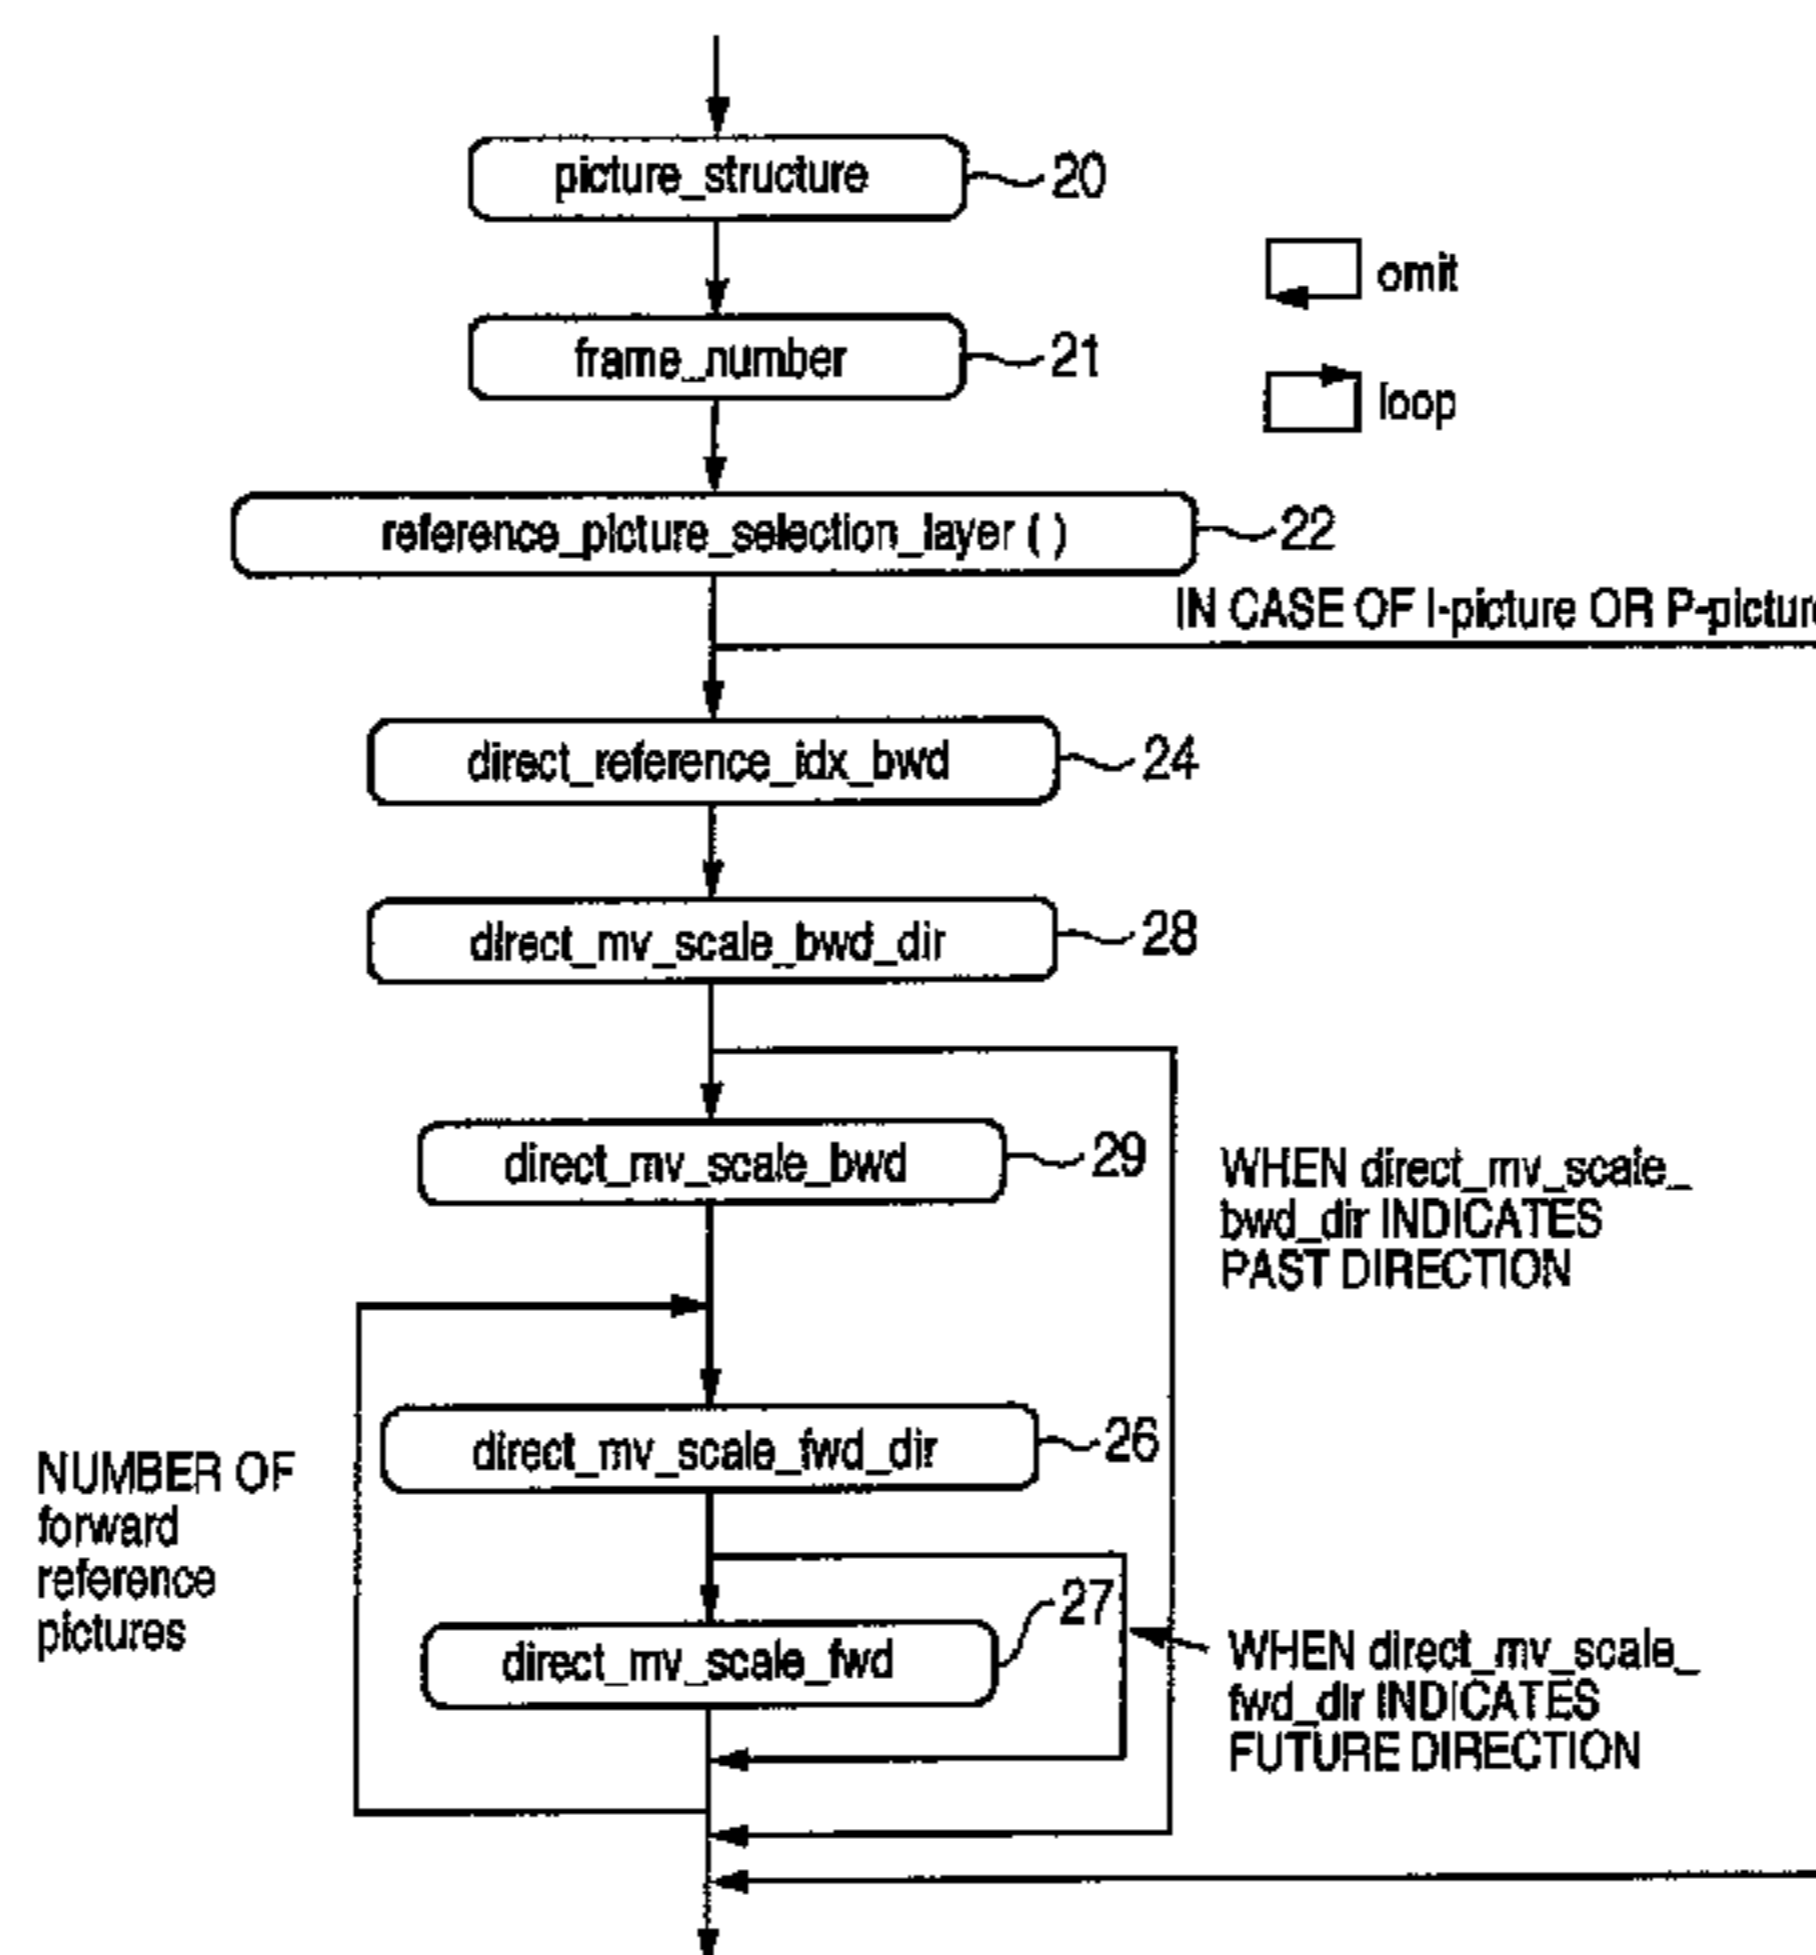 picture_structure
20
frame_number
21
omit
loop
reference_picture_selection_layer ( )
22
IN CASE OF I-picture OR P-picture
direct_reference_idx_bwd
24
direct_mv_scale_bwd_dir
28
direct_mv_scale_bwd
29
WHEN direct_mv_scale_
bwd_dir INDICATES
PAST DIRECTION
direct_mv_scale_fwd_dir
26
NUMBER OF
forward
reference
pictures
direct_mv_scale_fwd
27
WHEN direct_mv_scale_
fwd_dir INDICATES
FUTURE DIRECTION